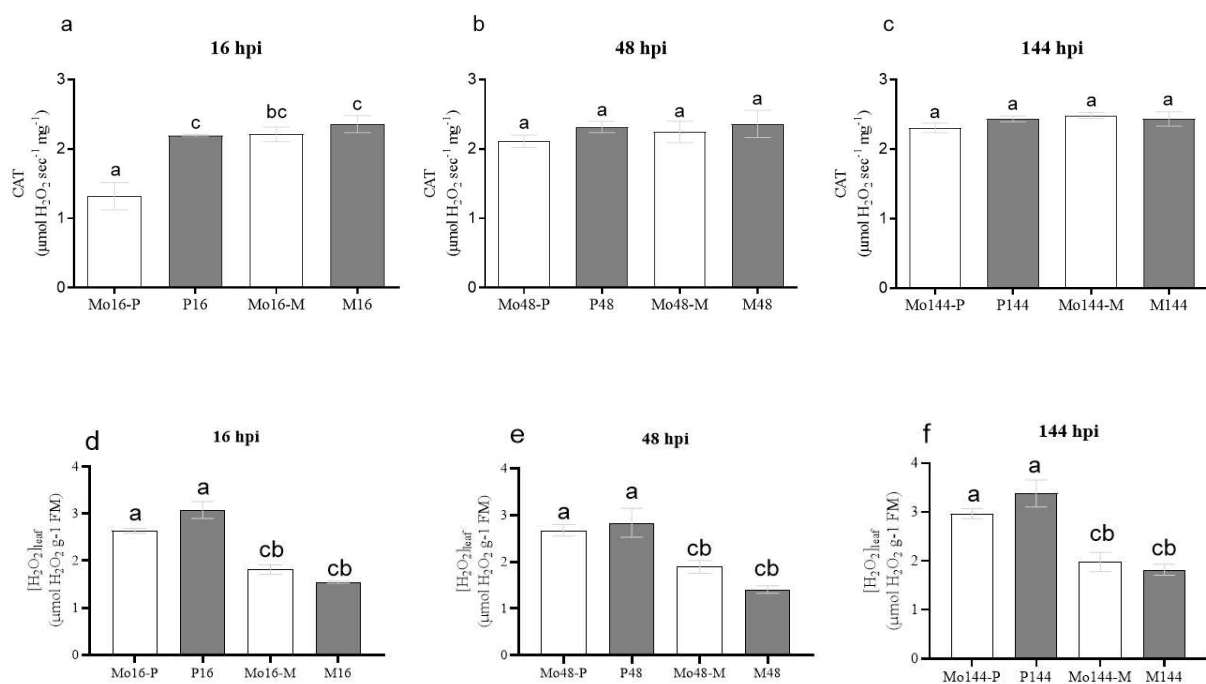 a
16 hpi
3
2
1
0
CAT
(µmol H₂O₂ sec⁻¹ mg⁻¹)
a
c
bc
c
Mo16-P P16 Mo16-M M16
b
48 hpi
3
2
1
0
CAT
(µmol H₂O₂ sec⁻¹ mg⁻¹)
a
a
a
a
Mo48-P P48 Mo48-M M48
c
144 hpi
3
2
1
0
CAT
(µmol H₂O₂ sec⁻¹ mg⁻¹)
a
a
a
a
Mo144-P P144 Mo144-M M144
d
16 hpi
4
3
2
1
0
[H₂O₂]leaf
(µmol H₂O₂ g-1 FM)
a
a
cb
cb
Mo16-P P16 Mo16-M M16
e
48 hpi
4
3
2
1
0
[H₂O₂]leaf
(µmol H₂O₂ g-1 FM)
a
a
cb
cb
Mo48-P P48 Mo48-M M48
f
144 hpi
4
3
2
1
0
[H₂O₂]leaf
(µmol H₂O₂ g-1 FM)
a
a
cb
cb
Mo144-P P144 Mo144-M M144